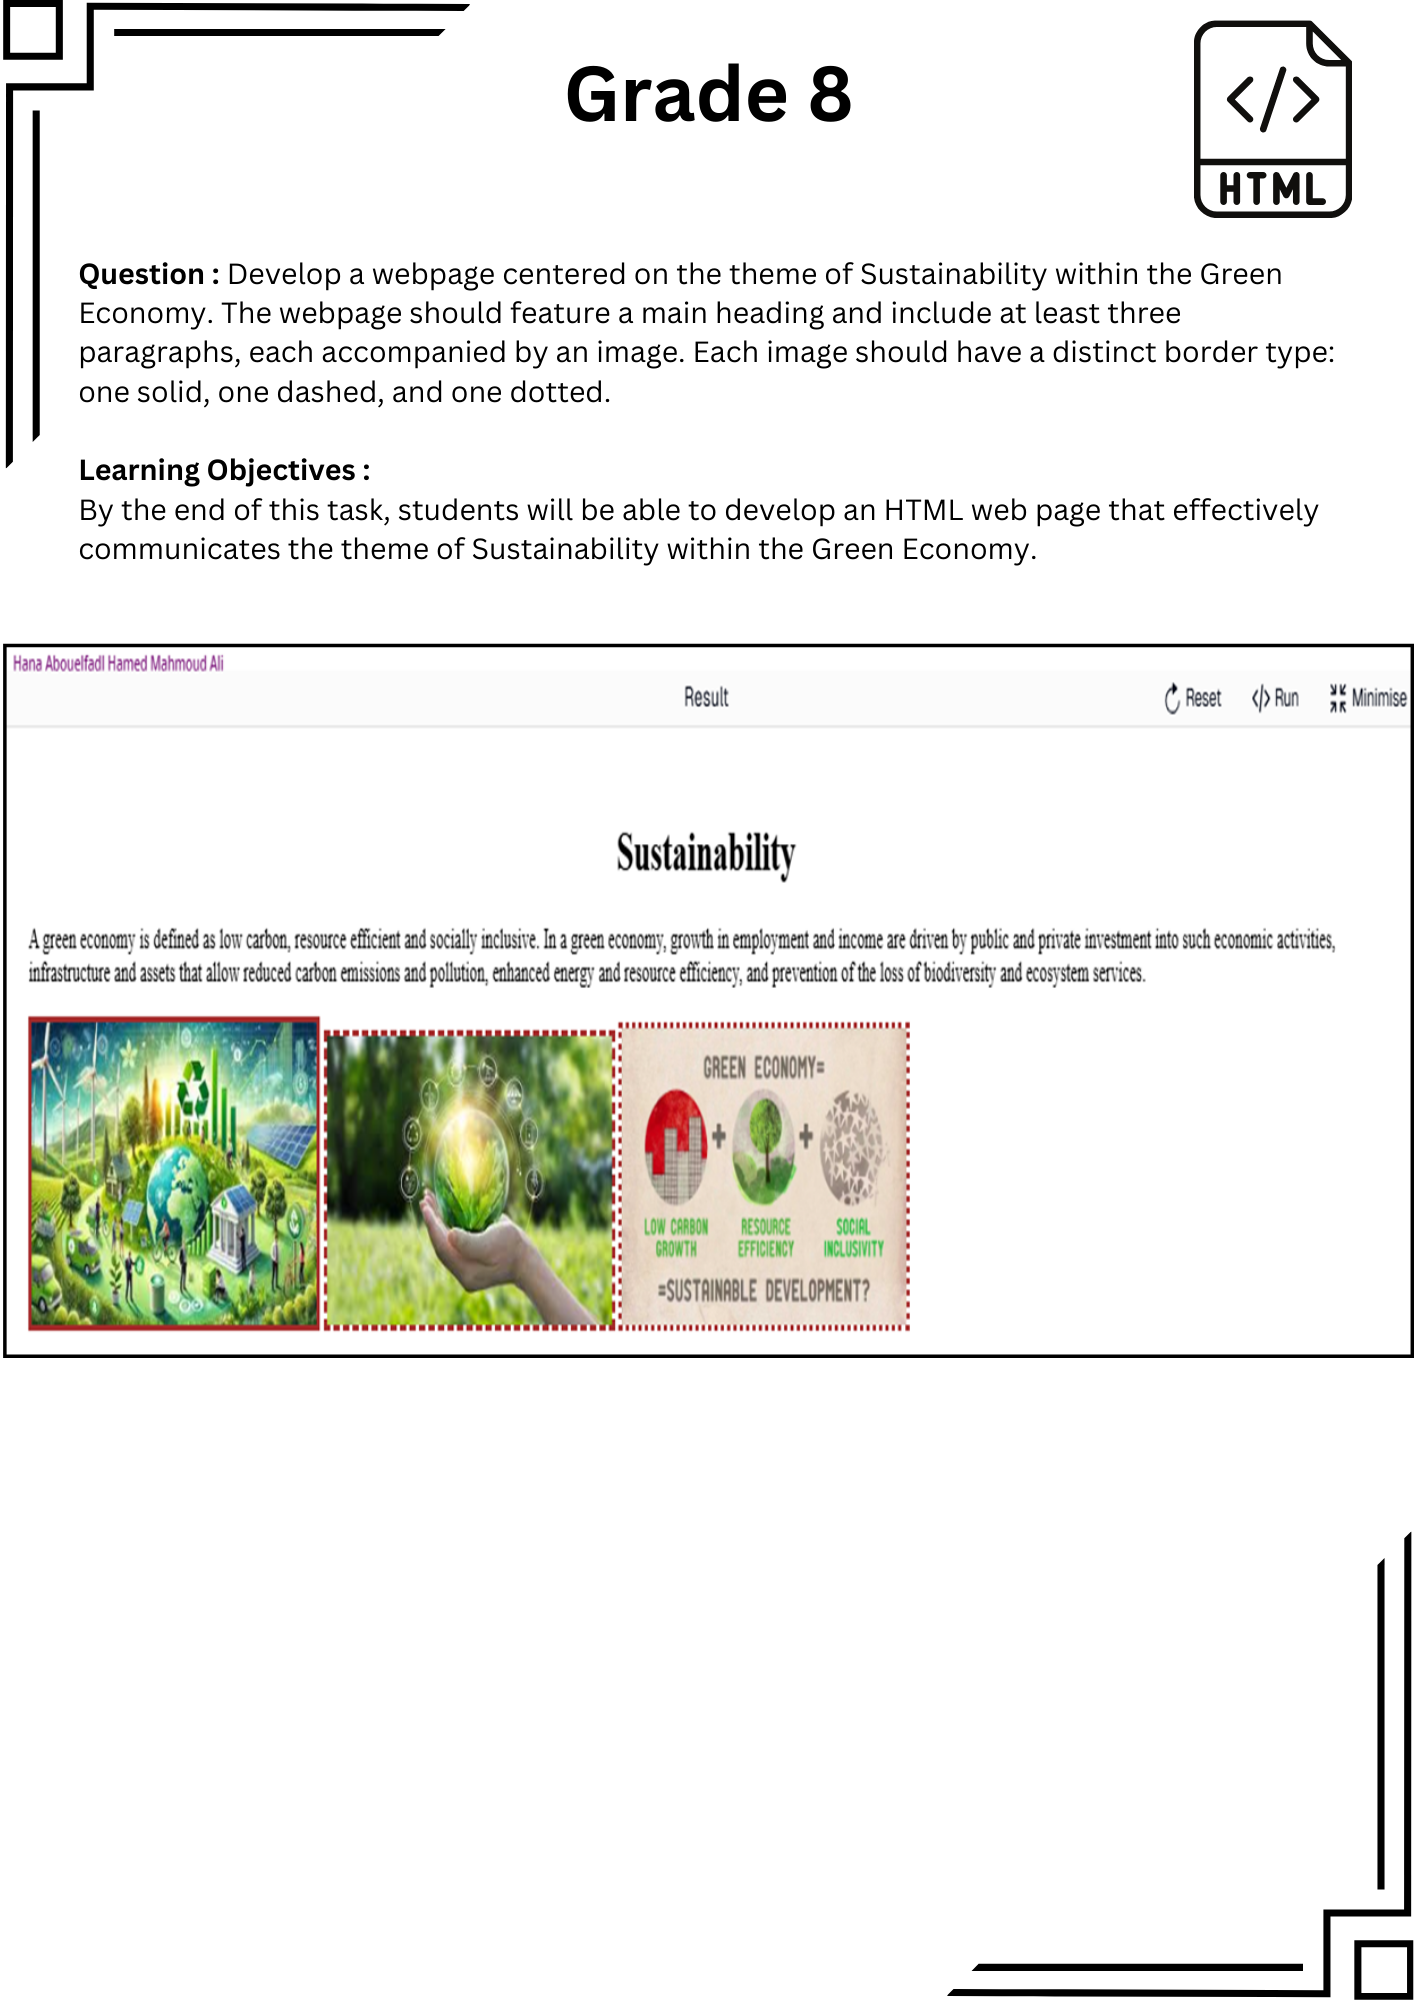 Grade 8
</>
HTML
Question : Develop a webpage centered on the theme of Sustainability within the Green
Economy. The webpage should feature a main heading and include at least three
paragraphs, each accompanied by an image. Each image should have a distinct border type:
one solid, one dashed, and one dotted.
Learning Objectives :
By the end of this task, students will be able to develop an HTML web page that effectively
communicates the theme of Sustainability within the Green Economy.
Hana Abouelfadl Hamed Mahmoud Ali
Result
Reset </> Run Minimise
Sustainability
A green economy is defined as low carbon, resource efficient and socially inclusive. In a green economy, growth in employment and income are driven by public and private investment into such economic activities,
infrastructure and assets that allow reduced carbon emissions and pollution, enhanced energy and resource efficiency, and prevention of the loss of biodiversity and ecosystem services.
GREEN ECONOMY=
+ +
LOW CARBON GROWTH
RESOURCE EFFICIENCY
SOCIAL INCLUSIVITY
=SUSTAINABLE DEVELOPMENT?